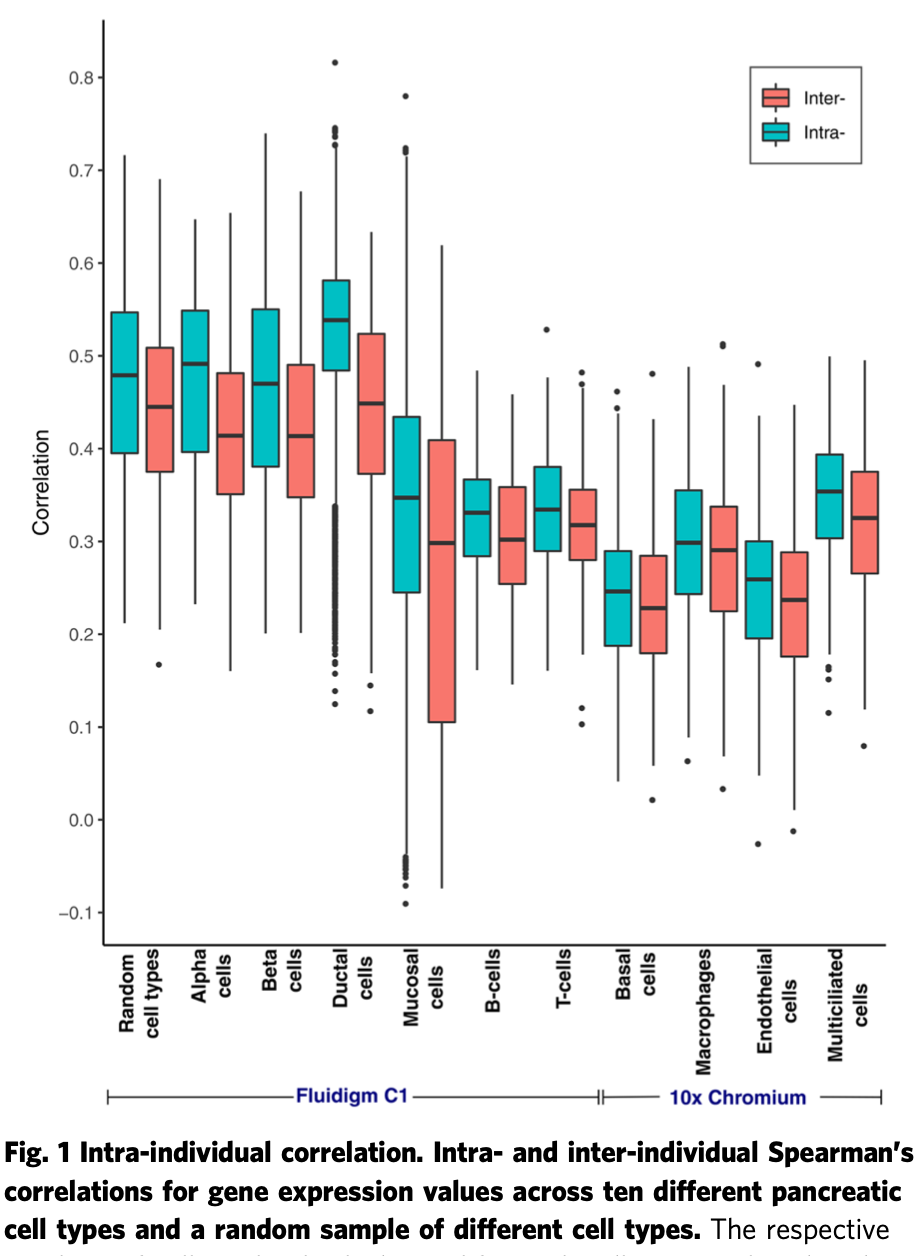 0.8
0.7
0.6
0.5
0.4
0.3
0.2
0.1
0.0
−0.1
Correlation
Inter-
Intra-
Random
cell types
Alpha
cells
Beta
cells
Ductal
cells
Mucosal
cells
B-cells
T-cells
Basal
cells
Macrophages
Endothelial
cells
Multiciliated
cells
Fluidigm C1
10x Chromium
Fig. 1 Intra-individual correlation. Intra- and inter-individual Spearman’s
correlations for gene expression values across ten different pancreatic
cell types and a random sample of different cell types. The respective